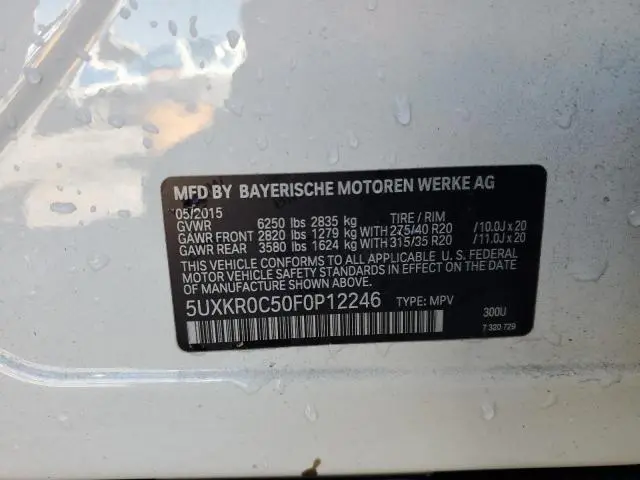 MFD BY BAYERISCHE MOTOREN WERKE AG
05/2015
GVWR 6250 lbs 2835 kg TIRE / RIM
GAWR FRONT 2820 lbs 1279 kg WITH 275/40 R20 / 10.0J x 20
GAWR REAR 3580 lbs 1624 kg WITH 315/35 R20 / 11.0J x 20
THIS VEHICLE CONFORMS TO ALL APPLICABLE U. S. FEDERAL
MOTOR VEHICLE SAFETY STANDARDS IN EFFECT ON THE DATE OF
MANUFACTURE SHOWN ABOVE.
5UXKR0C50F0P12246 TYPE: MPV
300U
7 320 729